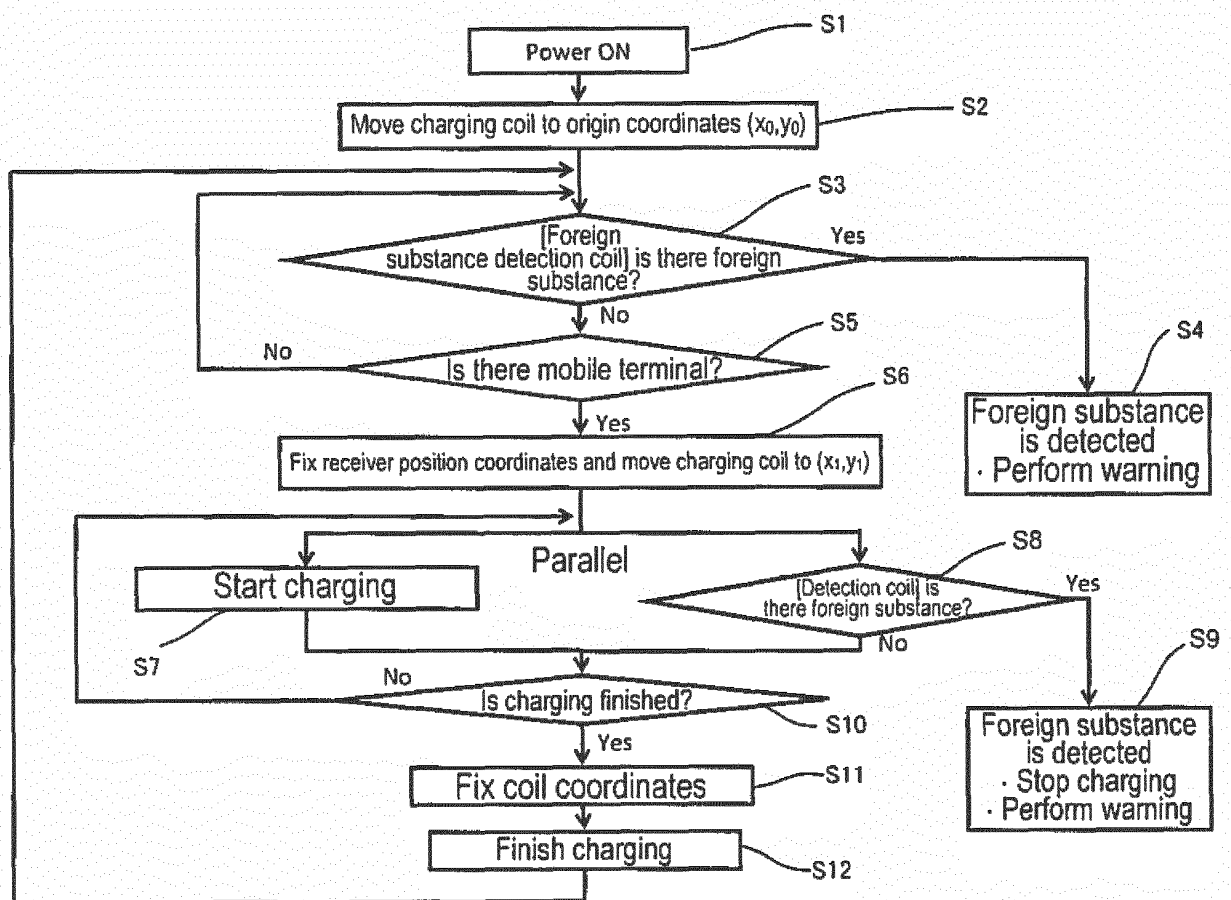 S1
Power ON
S2
Move charging coil to origin coordinates (x₀,y₀)
S3
[Foreign
substance detection coil] is there foreign
substance?
Yes
No
S5
S4
No
Is there mobile terminal?
S6
Yes
Foreign substance
is detected
· Perform warning
Fix receiver position coordinates and move charging coil to (x₁,y₁)
Parallel
S8
Start charging
[Detection coil] is
there foreign substance?
Yes
S7
No
S9
No
Is charging finished?
S10
Yes
Foreign substance
is detected
· Stop charging
· Perform warning
Fix coil coordinates
S11
Finish charging
S12